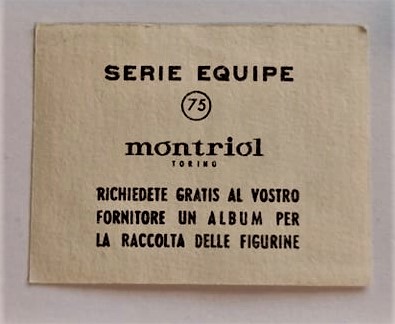 SERIE EQUIPE
75
montriol
TORINO
RICHIEDETE GRATIS AL VOSTRO
FORNITORE UN ALBUM PER
LA RACCOLTA DELLE FIGURINE